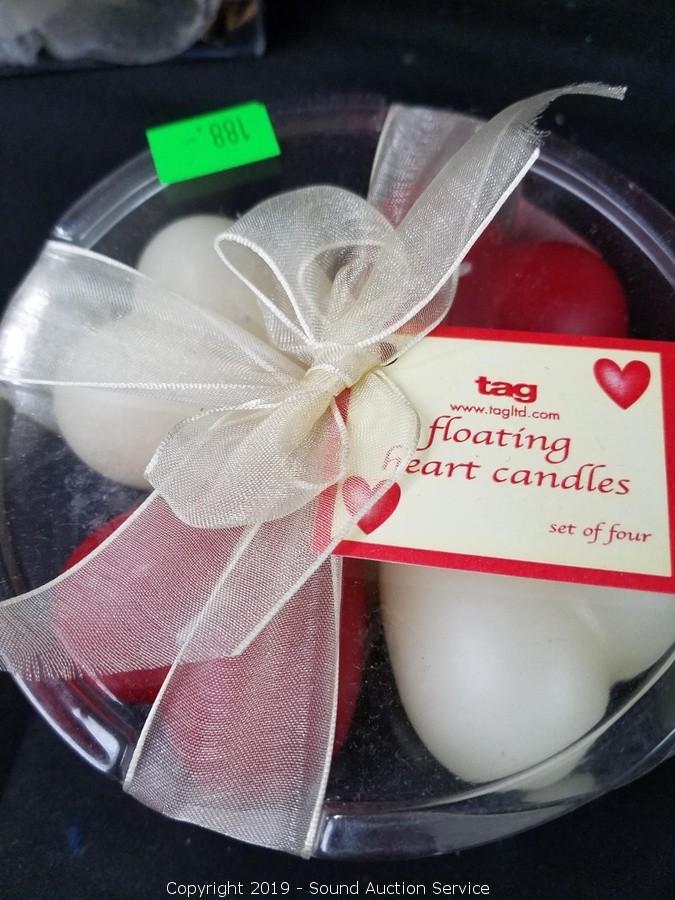 188.-
tag
www.tagltd.com
floating
heart candles
set of four
Copyright 2019 - Sound Auction Service